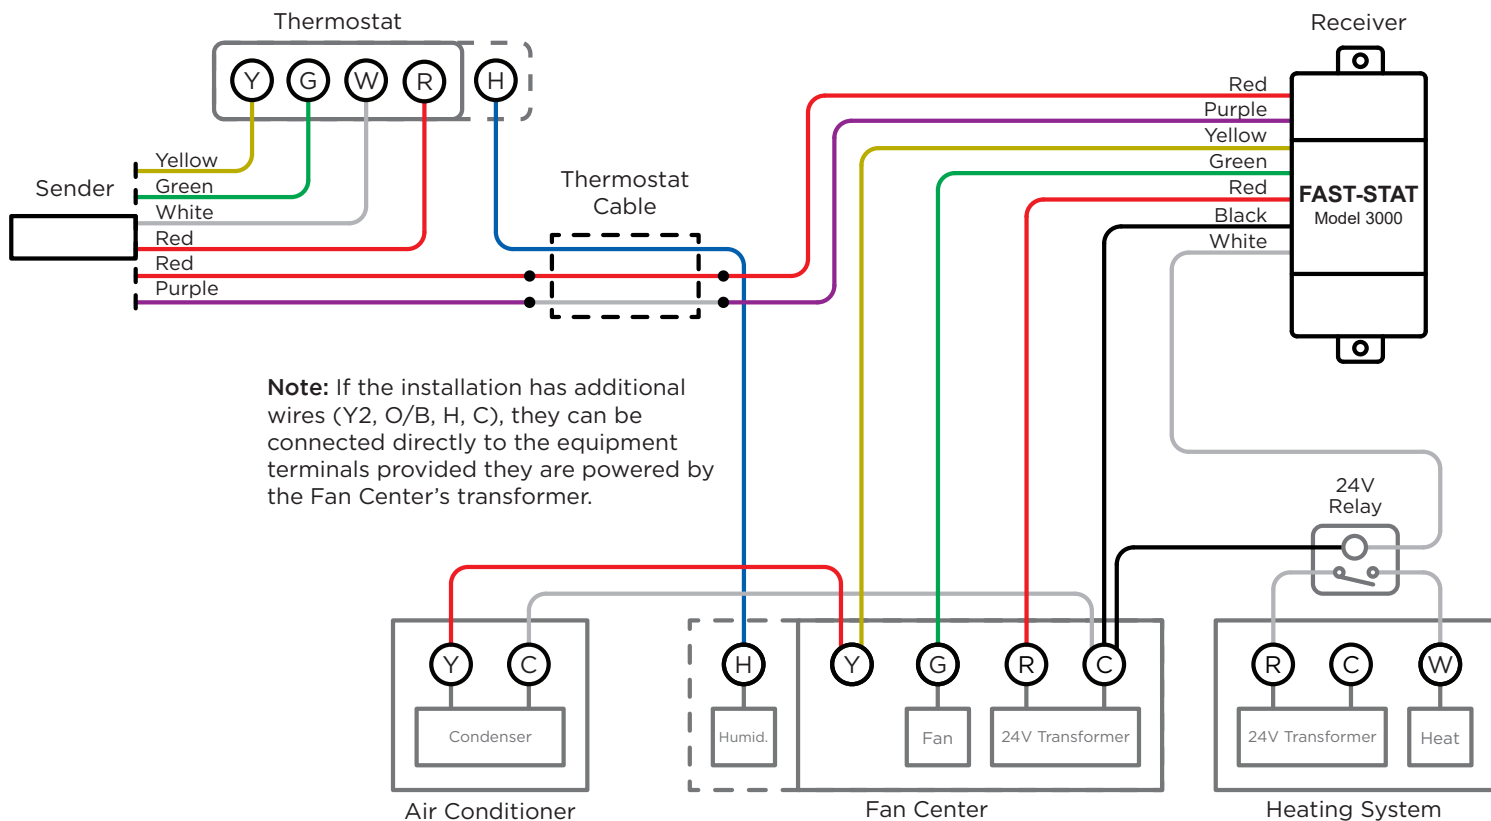 Thermostat
Receiver
Y G W R H
Red
Purple
Yellow
Green
Red
Black
White
FAST-STAT
Model 3000
Sender
Yellow
Green
White
Red
Red
Purple
Thermostat
Cable
Note: If the installation has additional
wires (Y2, O/B, H, C), they can be
connected directly to the equipment
terminals provided they are powered by
the Fan Center’s transformer.
24V
Relay
Y C H Y G R C R C W
Condenser
Humid.
Fan
24V Transformer
24V Transformer
Heat
Air Conditioner
Fan Center
Heating System